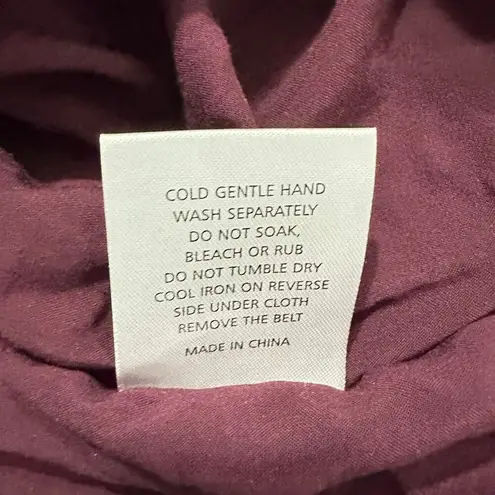 COLD GENTLE HAND
WASH SEPARATELY
DO NOT SOAK,
BLEACH OR RUB
DO NOT TUMBLE DRY
COOL IRON ON REVERSE
SIDE UNDER CLOTH
REMOVE THE BELT
MADE IN CHINA